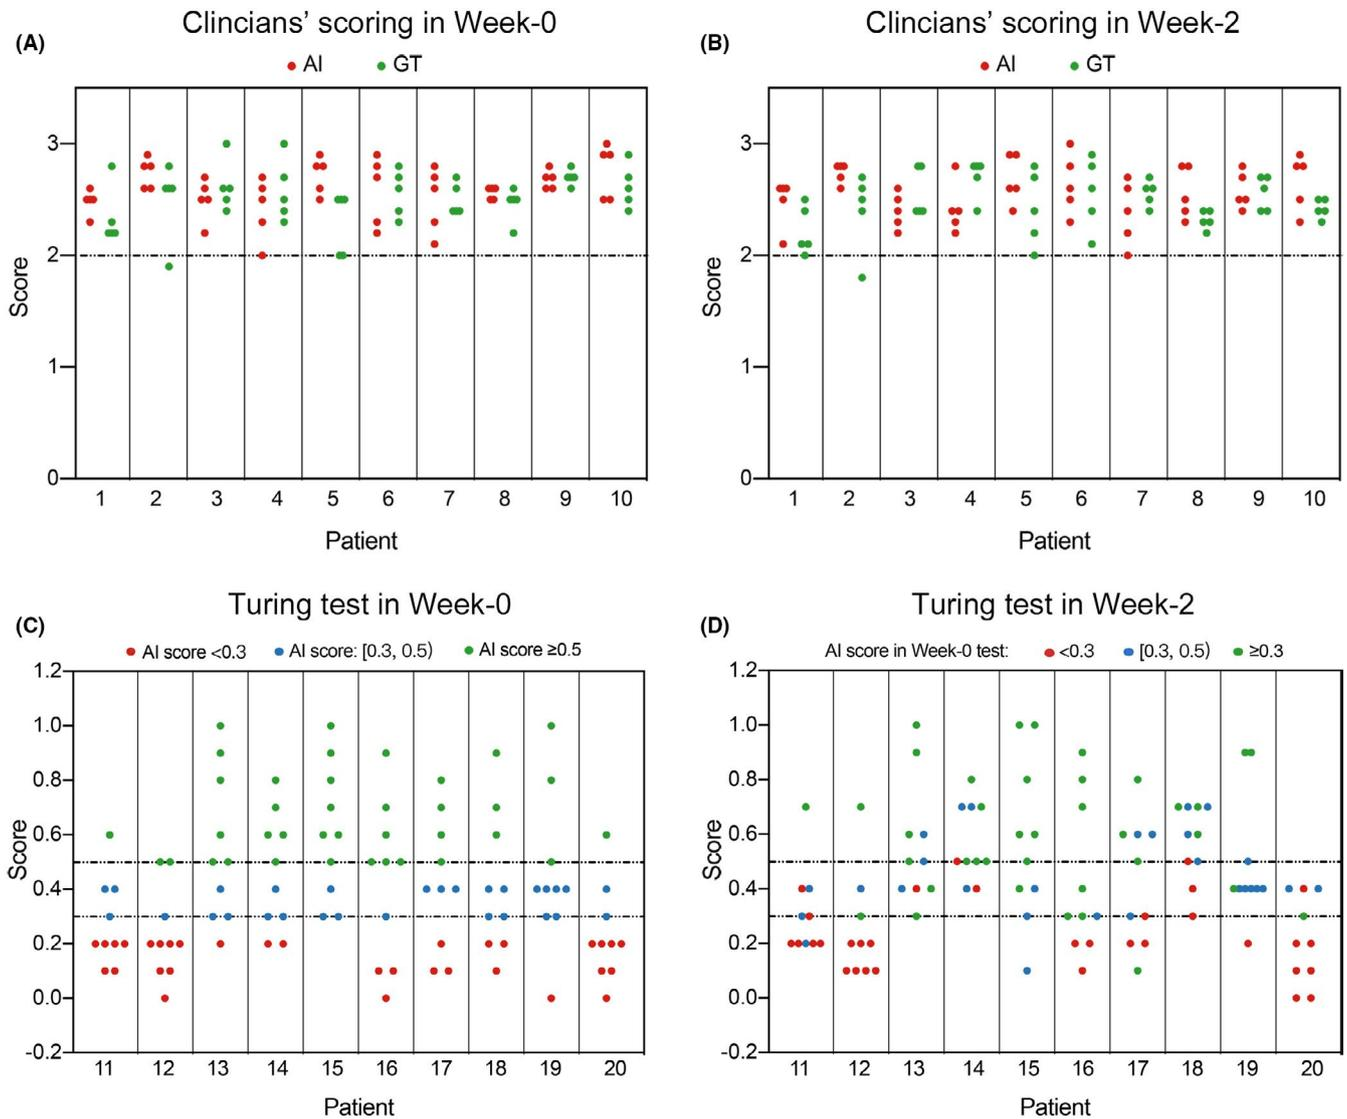 Clincians’ scoring in Week-0
(A)
AI GT
3
2
1
0
Score
1 2 3 4 5 6 7 8 9 10
Patient
Clincians’ scoring in Week-2
(B)
AI GT
3
2
1
0
Score
1 2 3 4 5 6 7 8 9 10
Patient
Turing test in Week-0
(C)
AI score <0.3 AI score: [0.3, 0.5) AI score ≥0.5
1.2
1.0
0.8
0.6
0.4
0.2
0.0
-0.2
Score
11 12 13 14 15 16 17 18 19 20
Patient
Turing test in Week-2
(D)
AI score in Week-0 test: <0.3 [0.3, 0.5) ≥0.3
1.2
1.0
0.8
0.6
0.4
0.2
0.0
-0.2
Score
11 12 13 14 15 16 17 18 19 20
Patient